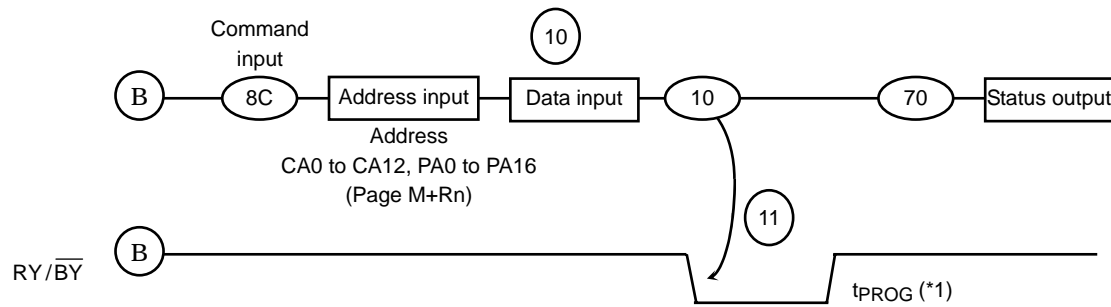 Command
input
10
B
8C
Address input
Data input
10
70
Status output
Address
CA0 to CA12, PA0 to PA16
(Page M+Rn)
11
B
RY/BY
tPROG (*1)